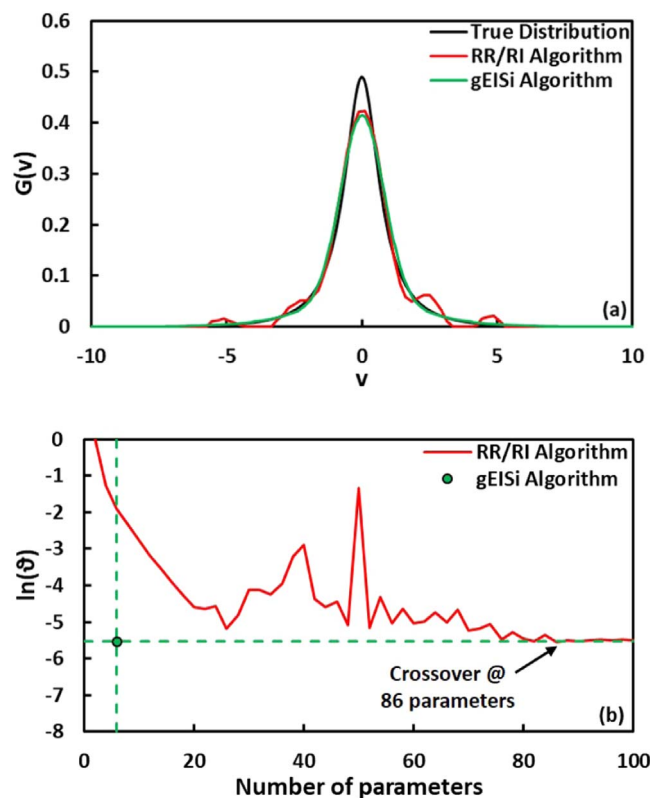 0.6
True Distribution
RR/RI Algorithm
gEISi Algorithm
0.5
0.4
G(v)
0.3
0.2
0.1
0
(a)
-10
-5
0
5
10
v
0
RR/RI Algorithm
gEISi Algorithm
-1
-2
-3
ln(ϑ)
-4
-5
-6
Crossover @
86 parameters
-7
-8
(b)
0
20
40
60
80
100
Number of parameters